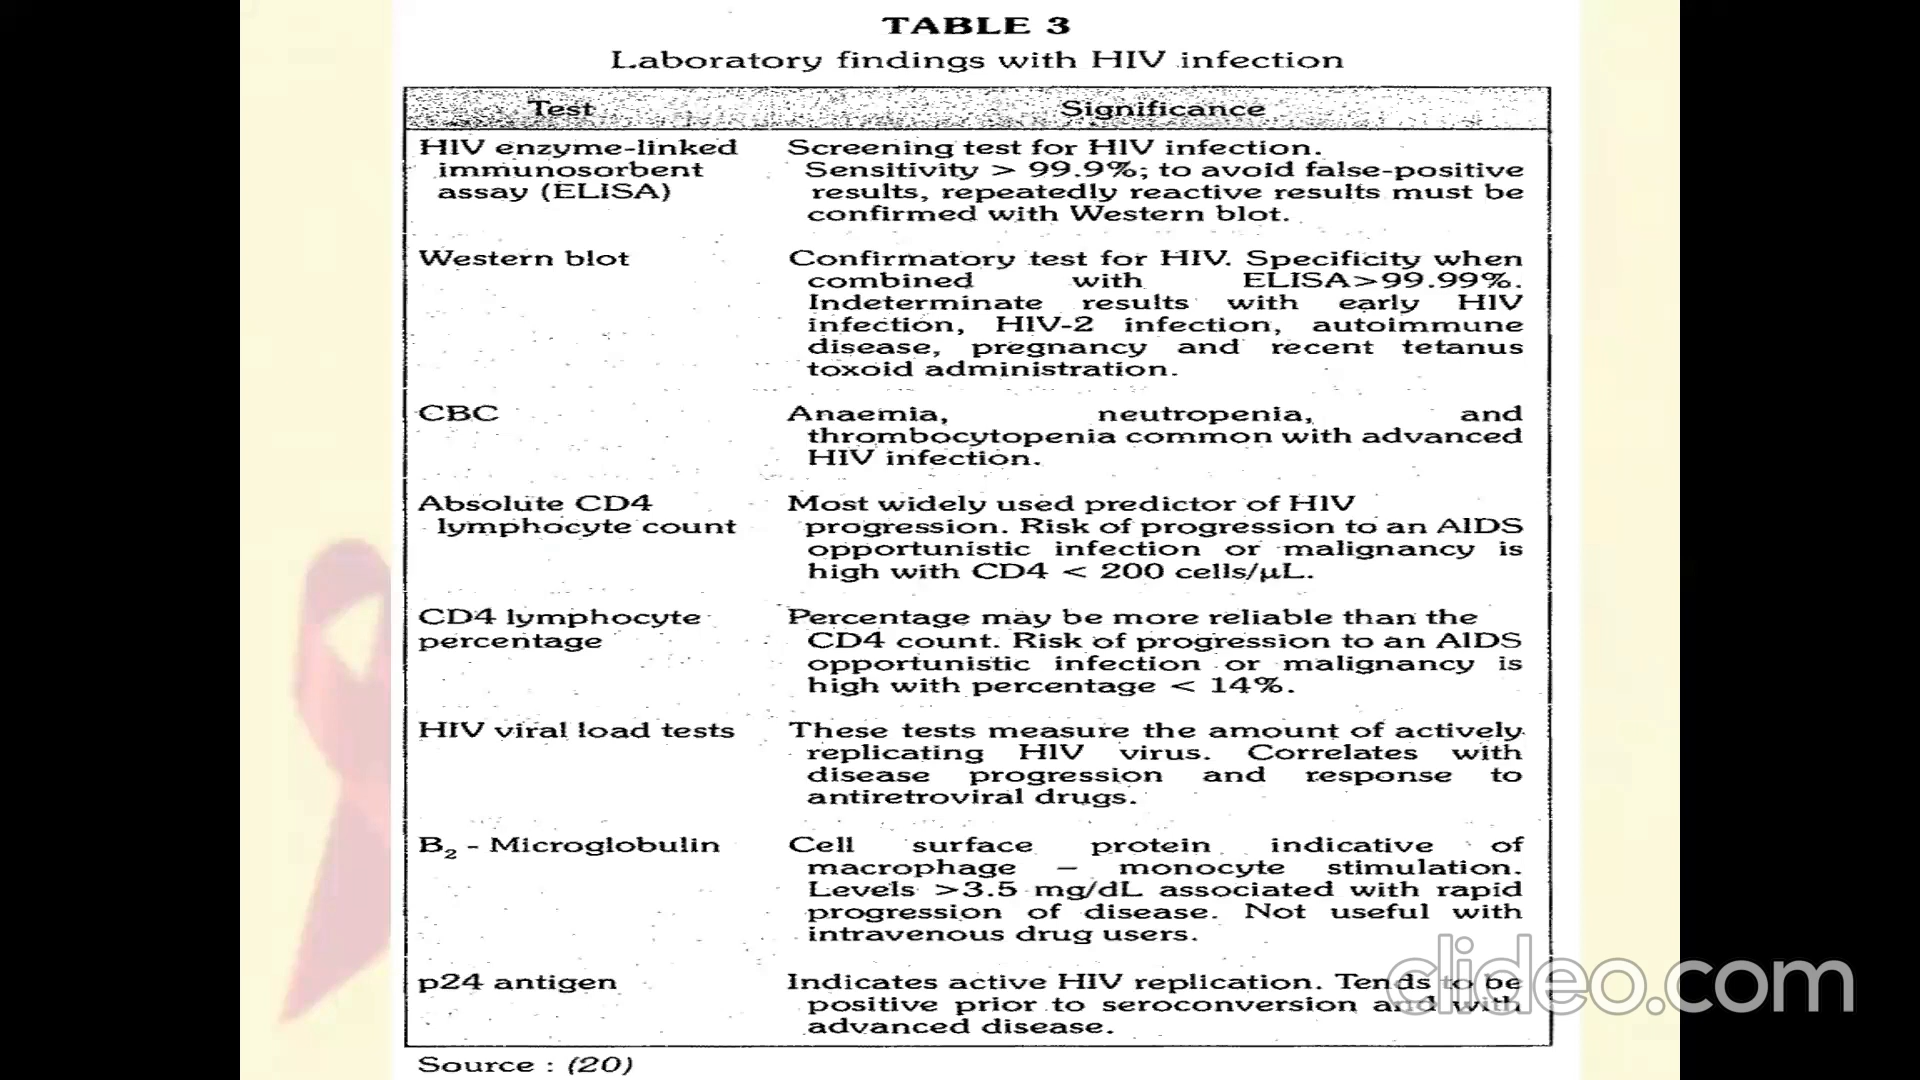 TABLE 3
Laboratory findings with HIV infection
Test Significance
HIV enzyme-linked Screening test for HIV infection.
immunosorbent Sensitivity > 99.9%; to avoid false-positive
assay (ELISA) results, repeatedly reactive results must be
confirmed with Western blot.
Western blot Confirmatory test for HIV. Specificity when
combined with ELISA>99.99%.
Indeterminate results with early HIV
infection, HIV-2 infection, autoimmune
disease, pregnancy and recent tetanus
toxoid administration.
CBC Anaemia, neutropenia, and
thrombocytopenia common with advanced
HIV infection.
Absolute CD4 Most widely used predictor of HIV
lymphocyte count progression. Risk of progression to an AIDS
opportunistic infection or malignancy is
high with CD4 < 200 cells/μL.
CD4 lymphocyte Percentage may be more reliable than the
percentage CD4 count. Risk of progression to an AIDS
opportunistic infection or malignancy is
high with percentage < 14%.
HIV viral load tests These tests measure the amount of actively
replicating HIV virus. Correlates with
disease progression and response to
antiretroviral drugs.
B₂ - Microglobulin Cell surface protein indicative of
macrophage – monocyte stimulation.
Levels >3.5 mg/dL associated with rapid
progression of disease. Not useful with
intravenous drug users.
p24 antigen Indicates active HIV replication. Tends to be
positive prior to seroconversion and with
advanced disease.
Source : (20)
clideo.com